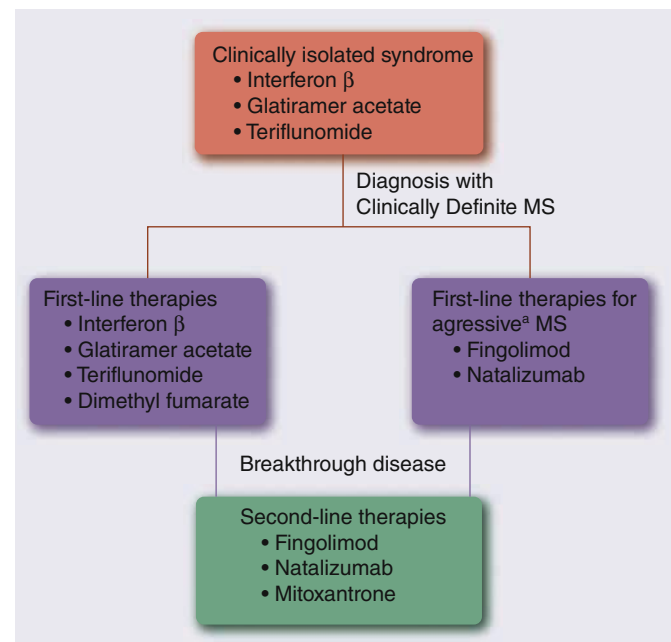 Clinically isolated syndrome
• Interferon β
• Glatiramer acetate
• Teriflunomide
Diagnosis with
Clinically Definite MS
First-line therapies
• Interferon β
• Glatiramer acetate
• Teriflunomide
• Dimethyl fumarate
First-line therapies for
agressiveᵃ MS
• Fingolimod
• Natalizumab
Breakthrough disease
Second-line therapies
• Fingolimod
• Natalizumab
• Mitoxantrone